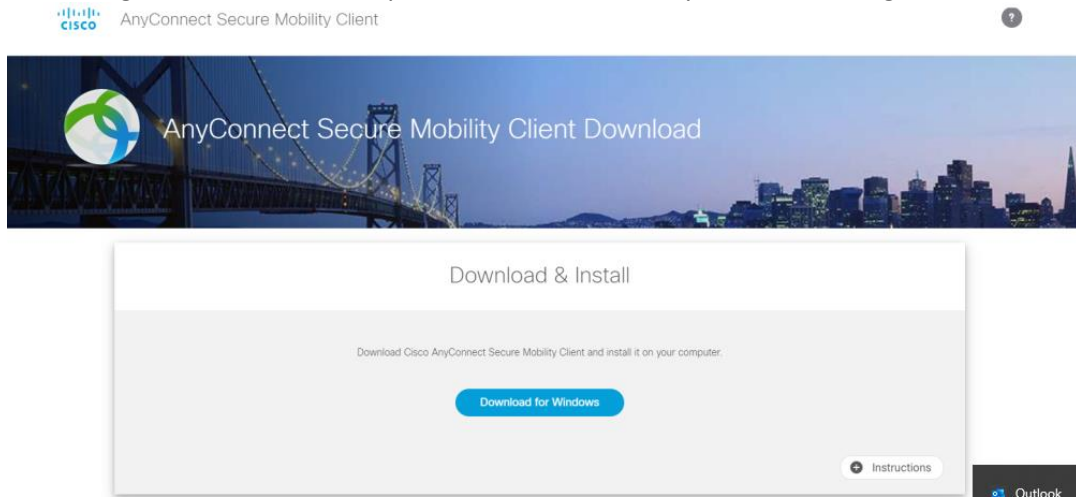 CISCO
AnyConnect Secure Mobility Client
?
AnyConnect Secure Mobility Client Download
Download & Install
Download Cisco AnyConnect Secure Mobility Client and install it on your computer.
Download for Windows
Instructions
Outlook